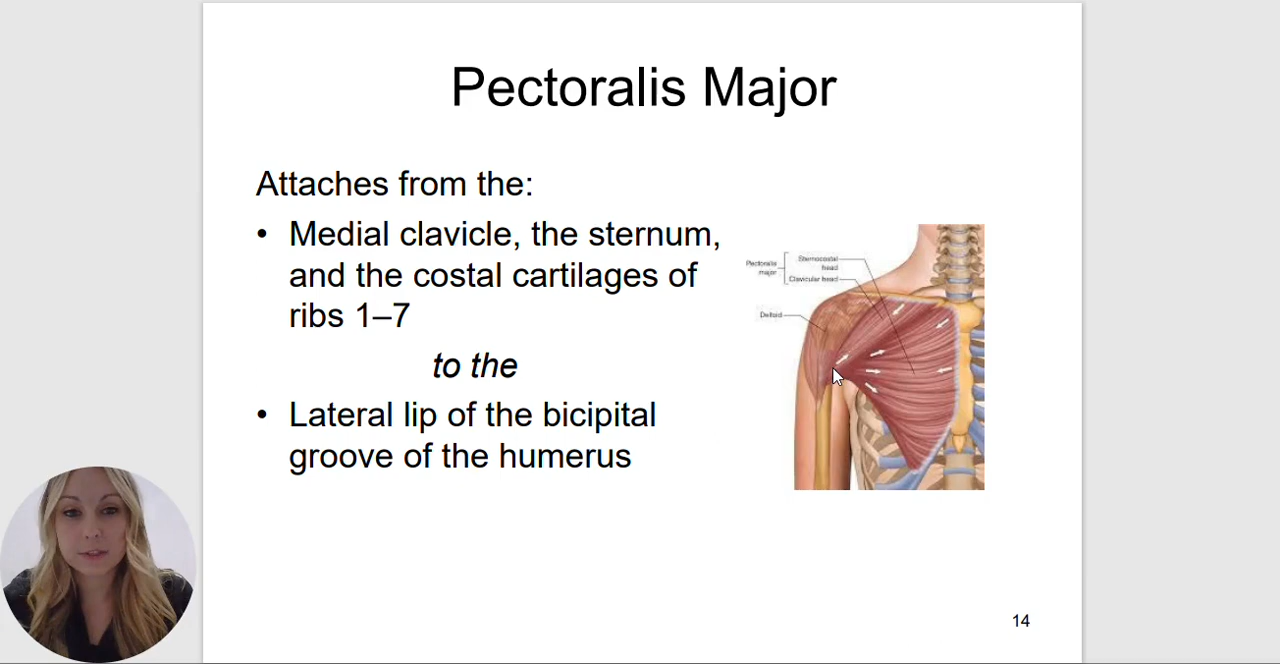 Pectoralis Major
Attaches from the:
• Medial clavicle, the sternum,
and the costal cartilages of
ribs 1–7
to the
• Lateral lip of the bicipital
groove of the humerus
Pectoralis
major
Sternocostal
head
Clavicular head
Deltoid
14